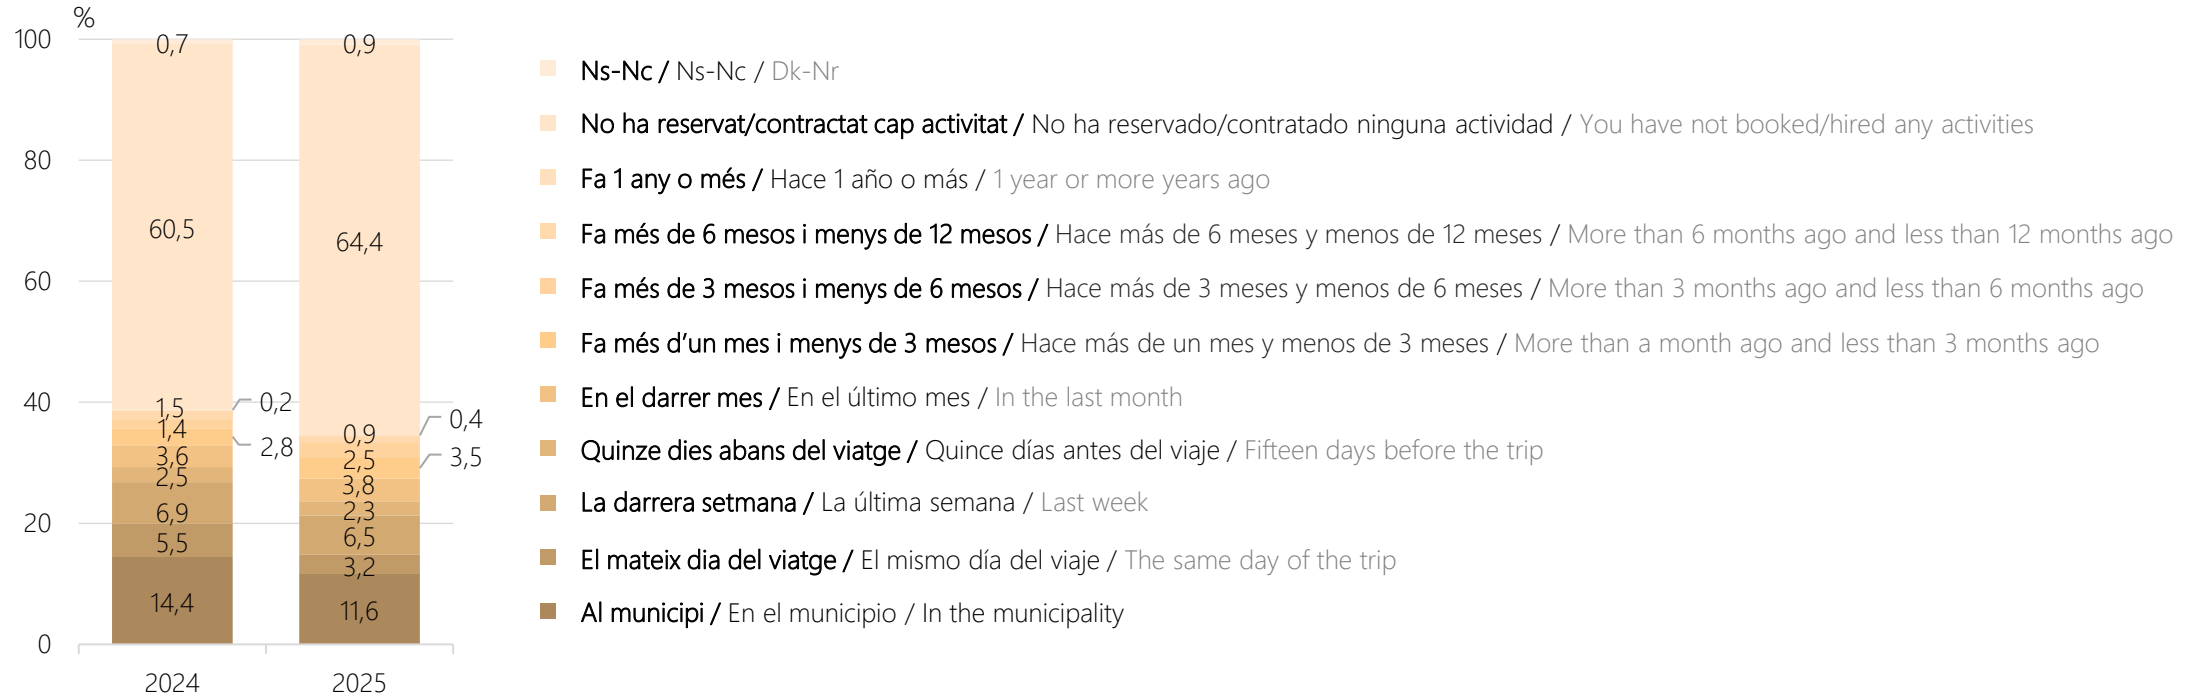 %
100
80
60
40
20
0
0,7
60,5
0,2
1,5
1,4
2,8
3,6
2,5
6,9
5,5
14,4
0,9
64,4
0,4
0,9
2,5
3,5
3,8
2,3
6,5
3,2
11,6
2024
2025
Ns-Nc / Ns-Nc / Dk-Nr
No ha reservat/contractat cap activitat / No ha reservado/contratado ninguna actividad / You have not booked/hired any activities
Fa 1 any o més / Hace 1 año o más / 1 year or more years ago
Fa més de 6 mesos i menys de 12 mesos / Hace más de 6 meses y menos de 12 meses / More than 6 months ago and less than 12 months ago
Fa més de 3 mesos i menys de 6 mesos / Hace más de 3 meses y menos de 6 meses / More than 3 months ago and less than 6 months ago
Fa més d’un mes i menys de 3 mesos / Hace más de un mes y menos de 3 meses / More than a month ago and less than 3 months ago
En el darrer mes / En el último mes / In the last month
Quinze dies abans del viatge / Quince días antes del viaje / Fifteen days before the trip
La darrera setmana / La última semana / Last week
El mateix dia del viatge / El mismo día del viaje / The same day of the trip
Al municipi / En el municipio / In the municipality